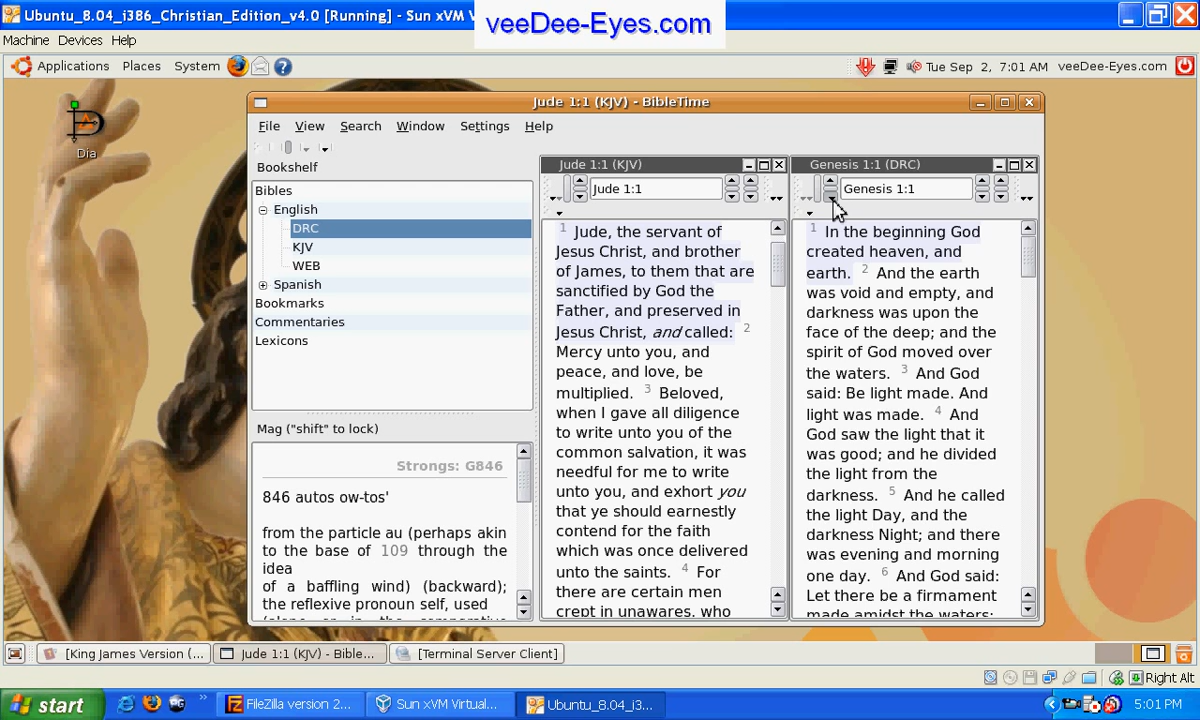 Ubuntu_8.04_i386_Christian_Edition_v4.0 [Running] - Sun xVM V
veeDee-Eyes.com
Machine Devices Help
Applications Places System
Tue Sep 2, 7:01 AM veeDee-Eyes.com
Dia
Jude 1:1 (KJV) - BibleTime
File View Search Window Settings Help
Bookshelf
Bibles
English
DRC
KJV
WEB
Spanish
Bookmarks
Commentaries
Lexicons
Mag ("shift" to lock)
Strongs: G846
846 autos ow-tos'
from the particle au (perhaps akin
to the base of 109 through the
idea
of a baffling wind) (backward);
the reflexive pronoun self, used
Jude 1:1 (KJV)
Jude 1:1
1 Jude, the servant of
Jesus Christ, and brother
of James, to them that are
sanctified by God the
Father, and preserved in
Jesus Christ, and called: 2
Mercy unto you, and
peace, and love, be
multiplied. 3 Beloved,
when I gave all diligence
to write unto you of the
common salvation, it was
needful for me to write
unto you, and exhort you
that ye should earnestly
contend for the faith
which was once delivered
unto the saints. 4 For
there are certain men
crept in unawares, who
Genesis 1:1 (DRC)
Genesis 1:1
1 In the beginning God
created heaven, and
earth. 2 And the earth
was void and empty, and
darkness was upon the
face of the deep; and the
spirit of God moved over
the waters. 3 And God
said: Be light made. And
light was made. 4 And
God saw the light that it
was good; and he divided
the light from the
darkness. 5 And he called
the light Day, and the
darkness Night; and there
was evening and morning
one day. 6 And God said:
Let there be a firmament
made amidst the waters:
[King James Version (...
Jude 1:1 (KJV) - Bible...
[Terminal Server Client]
Right Alt
start
FileZilla version 2...
Sun xVM Virtual...
Ubuntu_8.04_i3...
5:01 PM